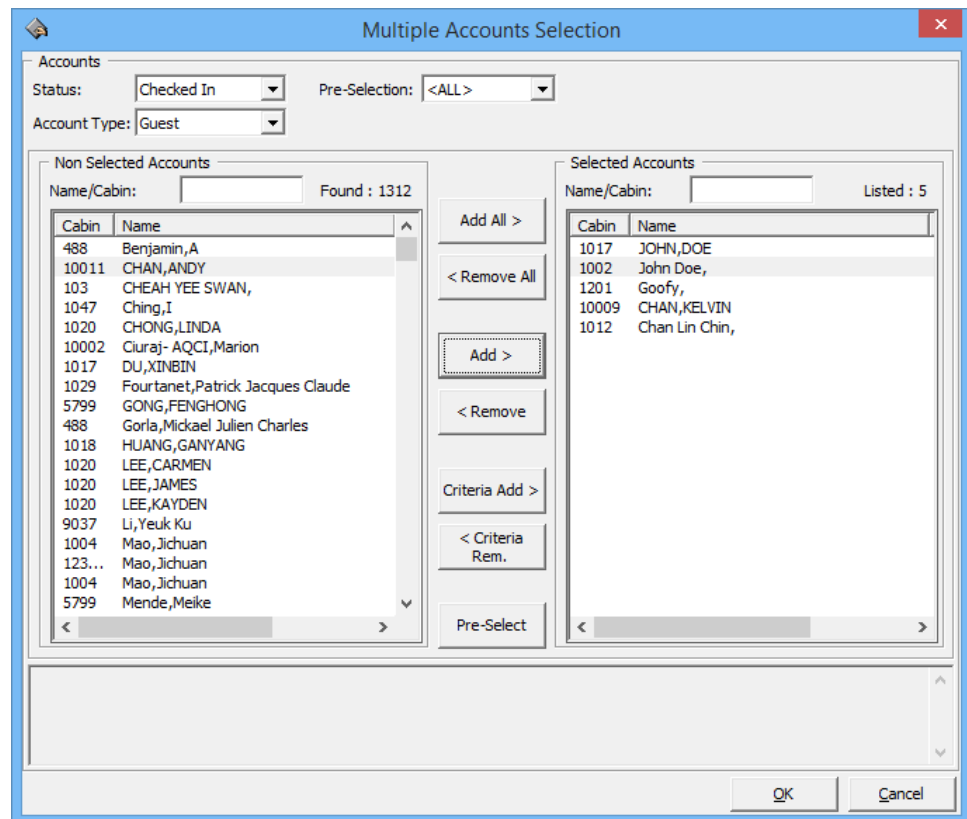 Multiple Accounts Selection
Accounts
Status: Checked In Pre-Selection: <ALL>
Account Type: Guest
Non Selected Accounts
Name/Cabin: Found : 1312
Cabin Name
488 Benjamin,A
10011 CHAN,ANDY
103 CHEAH YEE SWAN,
1047 Ching,I
1020 CHONG,LINDA
10002 Ciuraj- AQCI,Marion
1017 DU,XINBIN
1029 Fourtanet,Patrick Jacques Claude
5799 GONG,FENGHONG
488 Gorla,Mickael Julien Charles
1018 HUANG,GANYANG
1020 LEE,CARMEN
1020 LEE,JAMES
1020 LEE,KAYDEN
9037 Li,Yeuk Ku
1004 Mao,Jichuan
123... Mao,Jichuan
1004 Mao,Jichuan
5799 Mende,Meike
Add All >
< Remove All
Add >
< Remove
Criteria Add >
< Criteria
Rem.
Pre-Select
Selected Accounts
Name/Cabin: Listed : 5
Cabin Name
1017 JOHN,DOE
1002 John Doe,
1201 Goofy,
10009 CHAN,KELVIN
1012 Chan Lin Chin,
OK Cancel